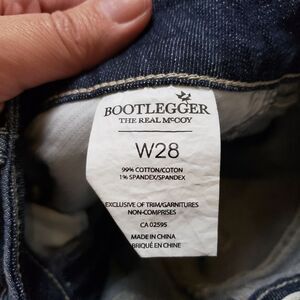 BOOTLEGGER
THE REAL McCOY
W28
99% COTTON/COTON
1% SPANDEX/SPANDEX
EXCLUSIVE OF TRIM/GARNITURES
NON-COMPRISES
CA 02595
MADE IN CHINA
BRIQUÉ EN CHINE